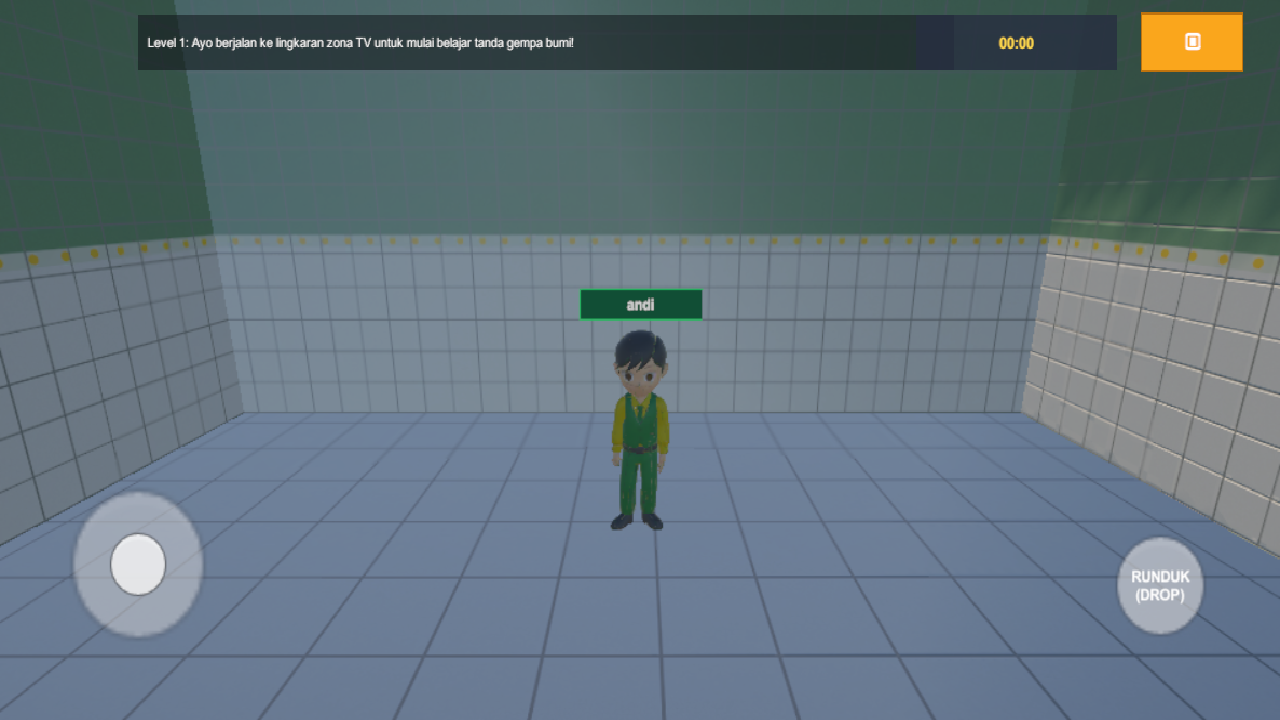 Level 1: Ayo berjalan ke lingkaran zona TV untuk mulai belajar tanda gempa bumi!
00:00
andi
RUNDUK
(DROP)